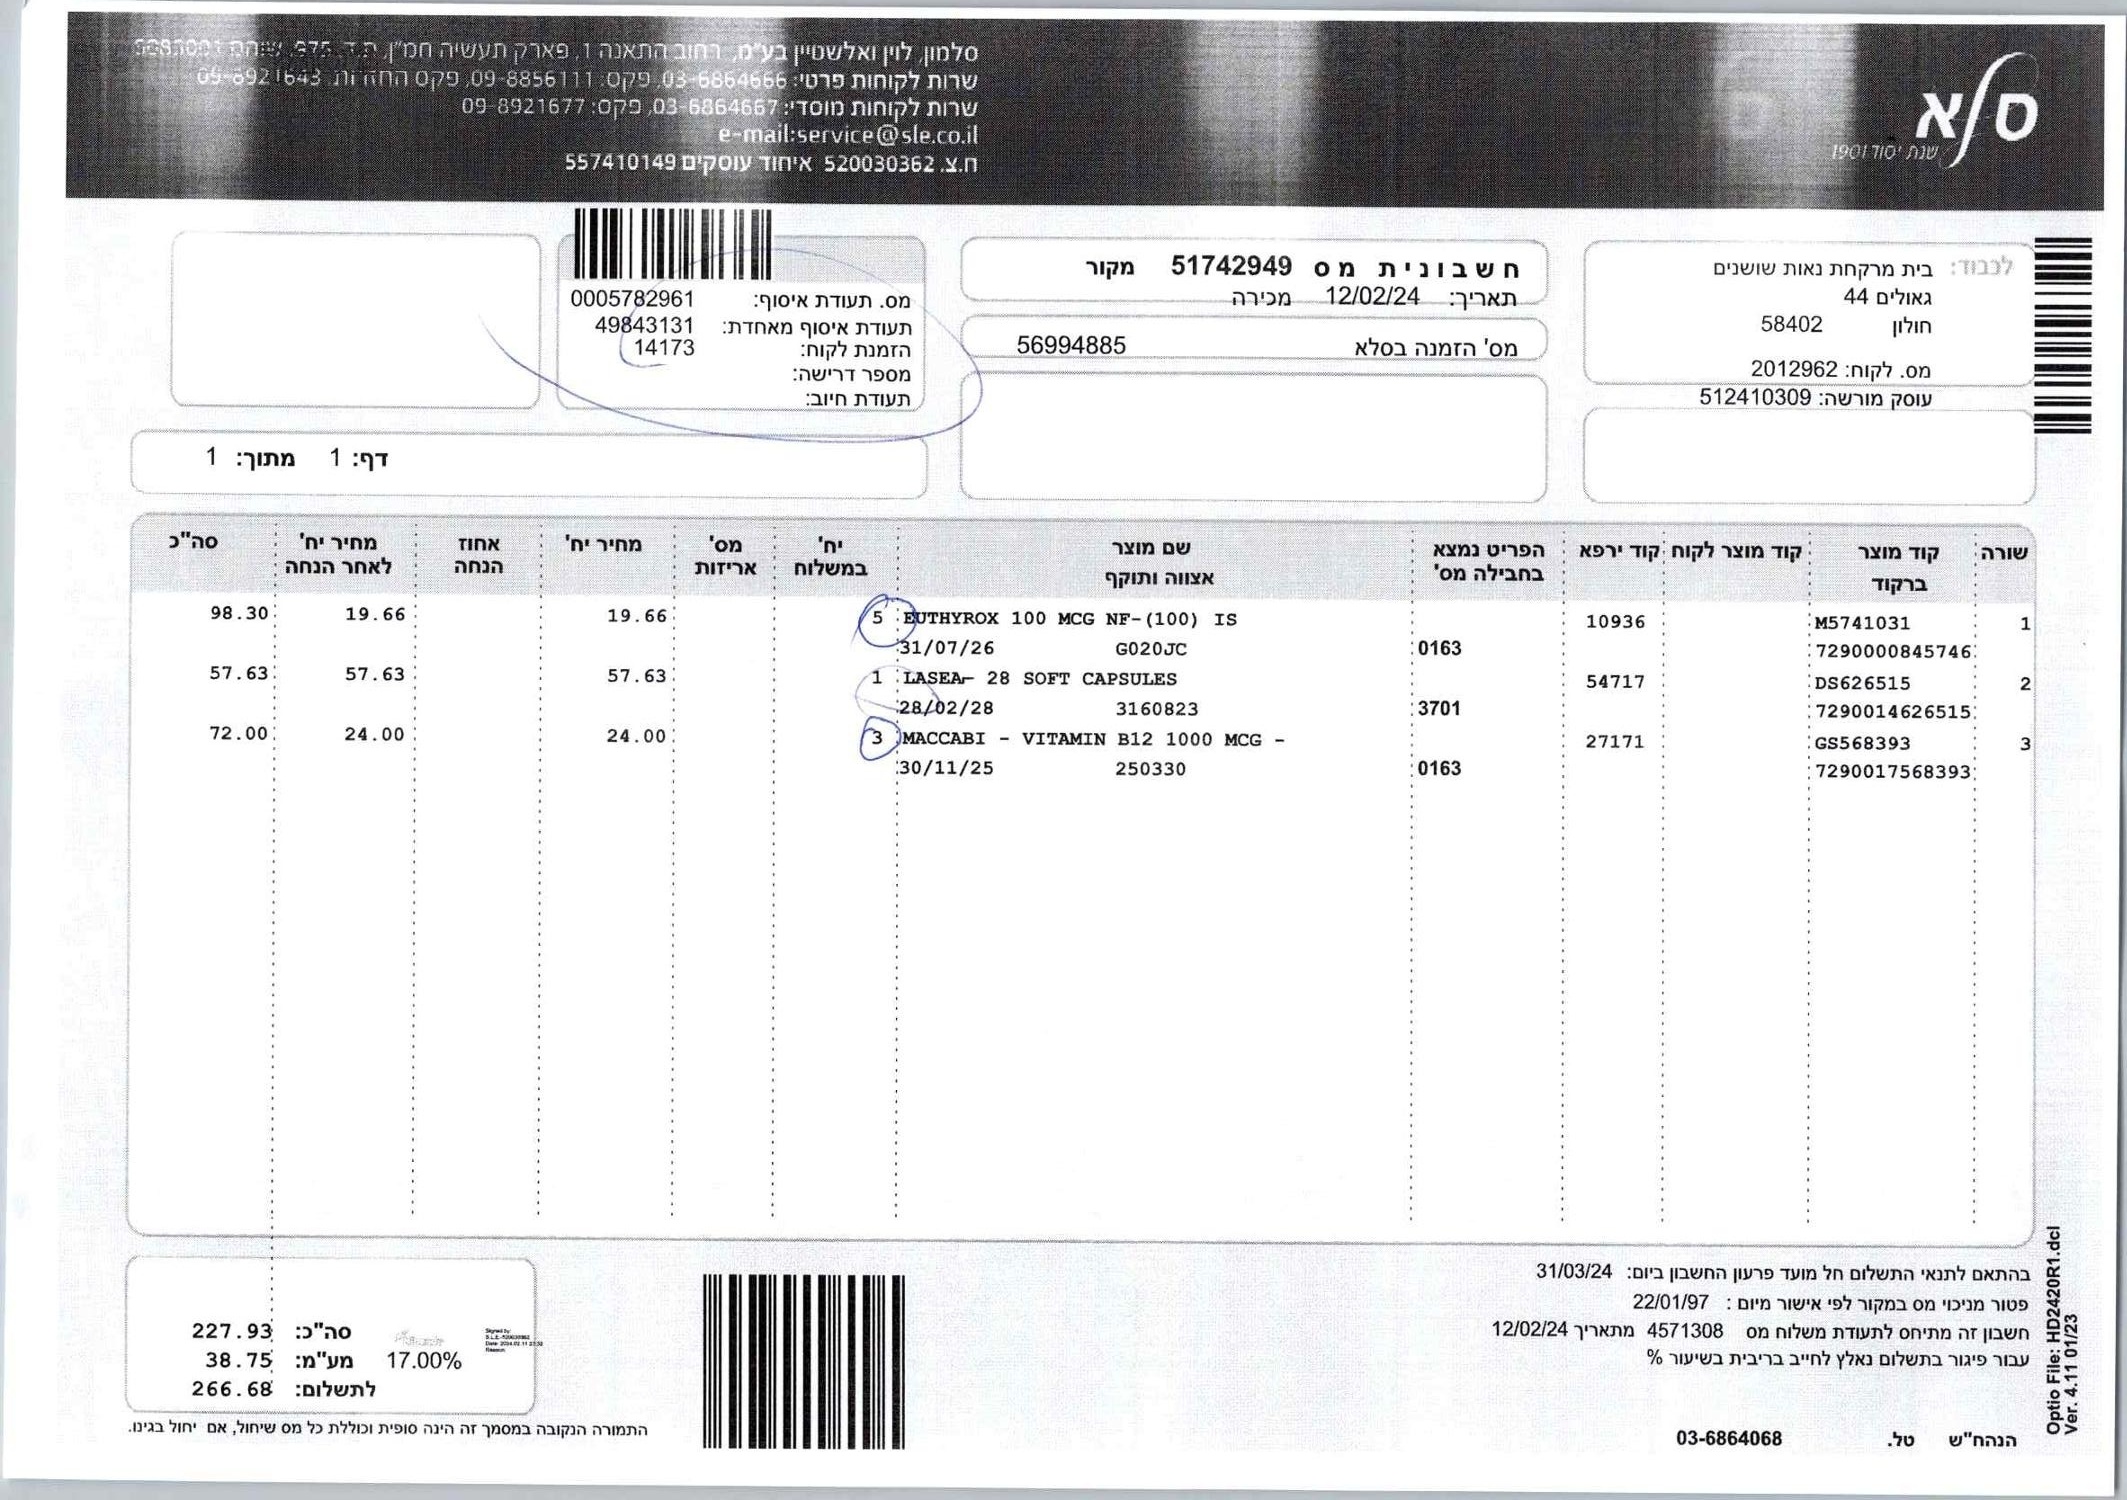 סלא
שנת יסוד 1901
סלמון, לוין ואלשטיין בע"מ, רחוב התאנה 1, פארק תעשיה חמ"ן, ת.ד. 975,
שרות לקוחות פרטי: 03-6864666, פקס: 09-8856111, פקס החזרות: 09-8921643
שרות לקוחות מוסדי: 03-6864667, פקס: 09-8921677
e-mail:service@sle.co.il
ח.צ. 520030362 איחוד עוסקים 557410149
לכבוד: בית מרקחת נאות שושנים
גאולים 44
חולון 58402
מס. לקוח: 2012962
עוסק מורשה: 512410309
חשבונית מס 51742949 מקור
תאריך: 12/02/24 מכירה
מס' הזמנה בסלא 56994885
מס. תעודת איסוף: 0005782961
תעודת איסוף מאחדת: 49843131
הזמנת לקוח: 14173
מספר דרישה:
תעודת חיוב:
דף: 1 מתוך: 1
שורה קוד מוצר קוד מוצר לקוח קוד ירפא הפריט נמצא שם מוצר יח' מס' מחיר יח' אחוז מחיר יח' סה"כ
ברקוד בחבילה מס' אצווה ותוקף במשלוח אריזות הנחה לאחר הנחה
1 M5741031 10936 EUTHYROX 100 MCG NF-(100) IS 5 19.66 19.66 98.30
7290000845746 0163 G020JC 31/07/26
2 DS626515 54717 LASEA- 28 SOFT CAPSULES 1 57.63 57.63 57.63
7290014626515 3701 3160823 28/02/28
3 GS568393 27171 MACCABI - VITAMIN B12 1000 MCG - 3 24.00 24.00 72.00
7290017568393 0163 250330 30/11/25
בהתאם לתנאי התשלום חל מועד פרעון החשבון ביום: 31/03/24
פטור מניכוי מס במקור לפי אישור מיום : 22/01/97
חשבון זה מתיחס לתעודת משלוח מס 4571308 מתאריך 12/02/24
עבור פיגור בתשלום נאלץ לחייב בריבית בשיעור %
הנהח"ש טל. 03-6864068
סה"כ: 227.93
מע"מ: 17.00% 38.75
לתשלום: 266.68
התמורה הנקובה במסמך זה הינה סופית וכוללת כל מס שיחול, אם יחול בגינו.
Optio File: HD2420R1.dcl
Ver. 4.11 01/23